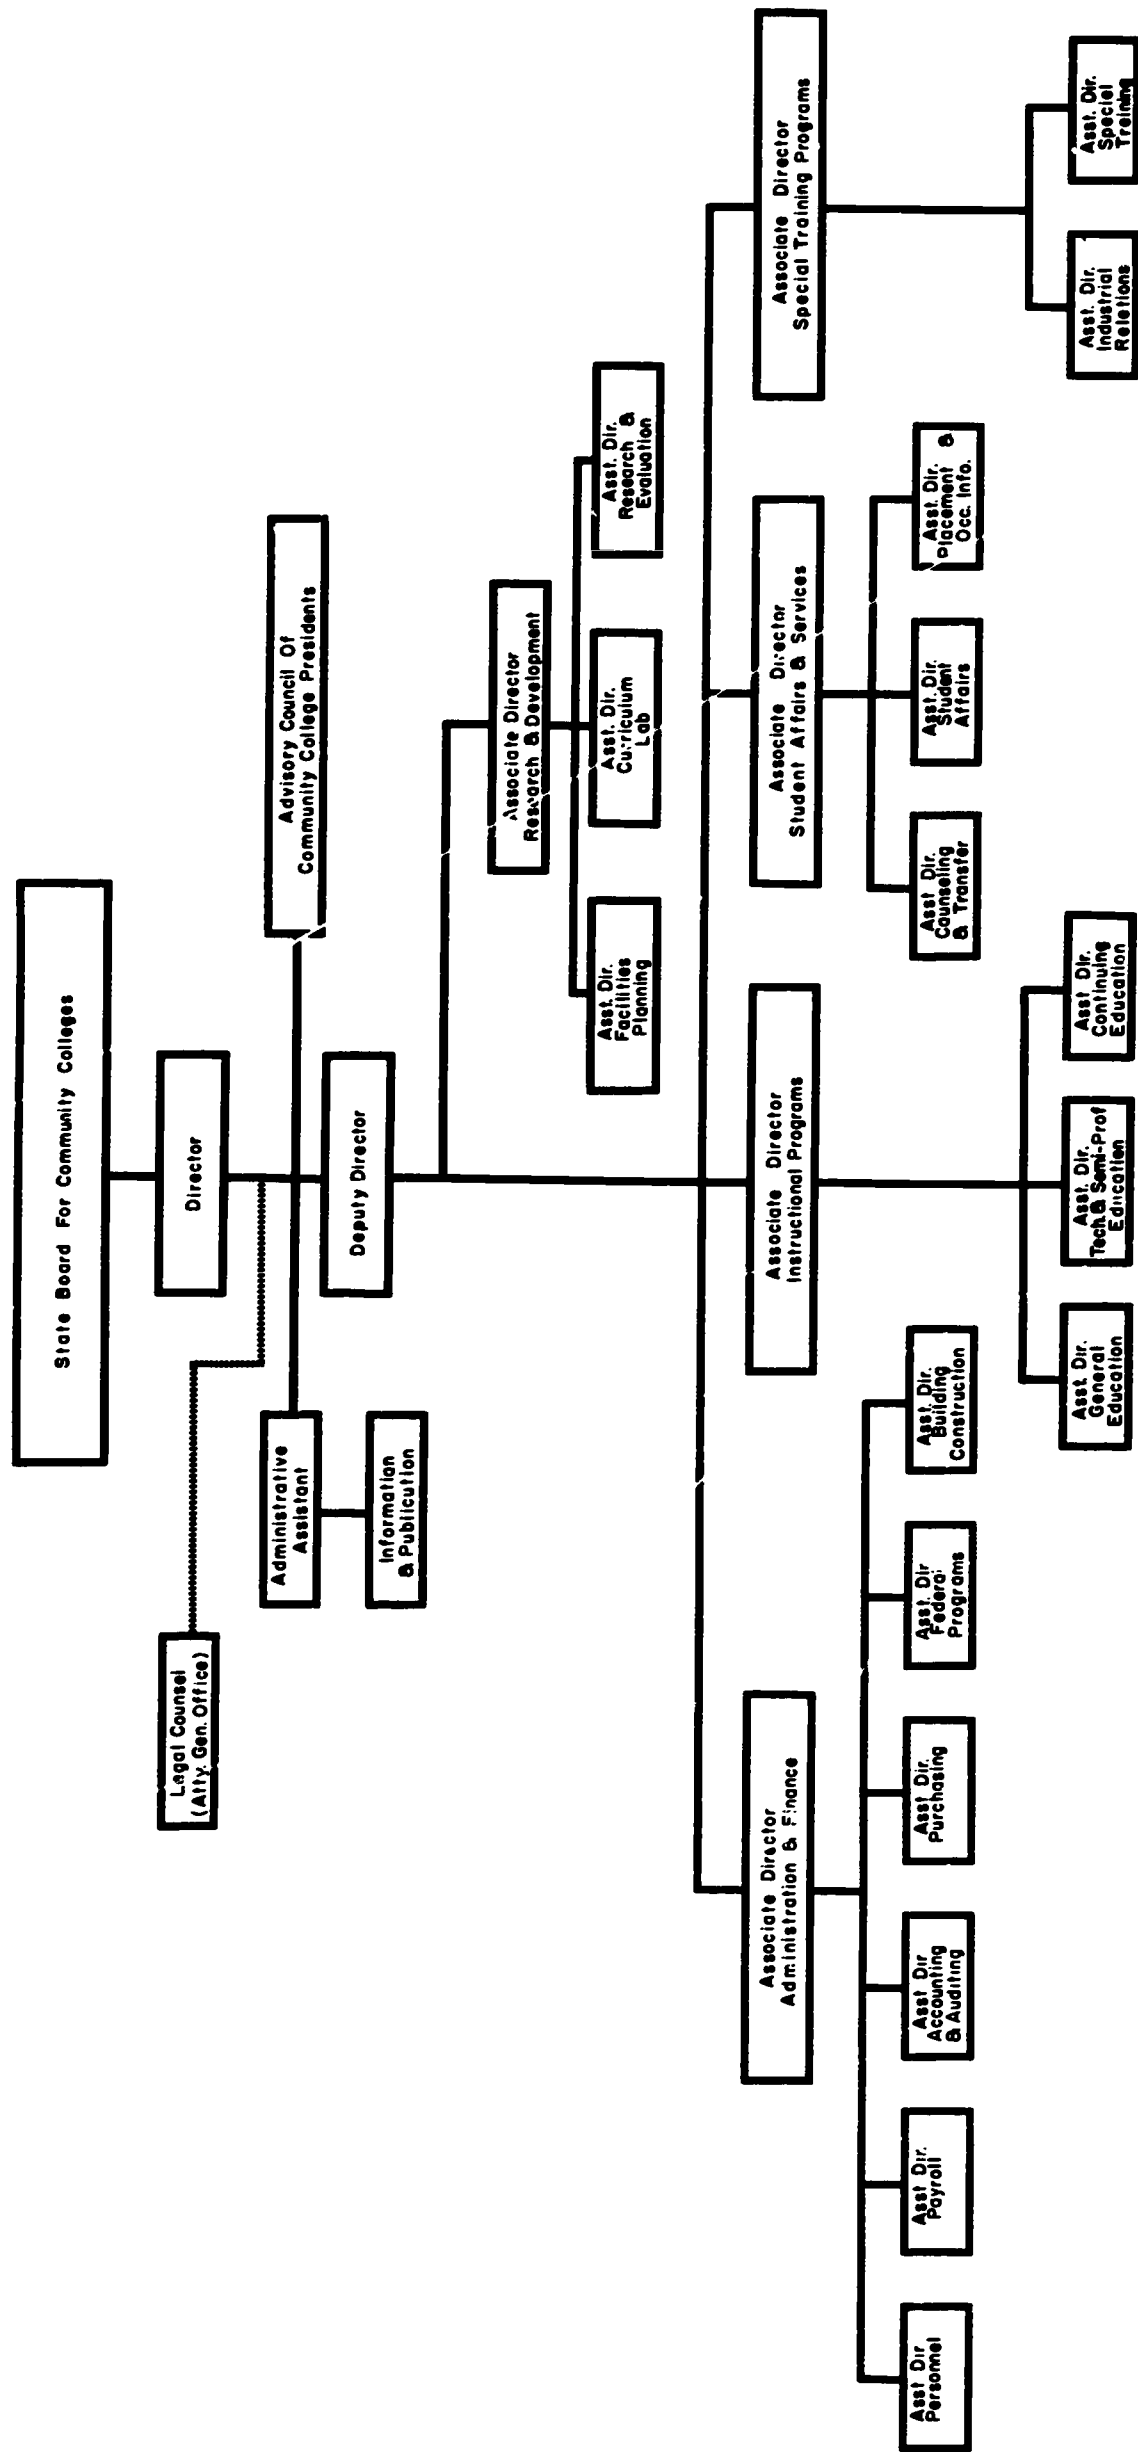 State Board For Community Colleges
Director
Legal Counsel
(Atty. Gen. Office)
Administrative
Assistant
Advisory Council Of
Community College Presidents
Information
& Publication
Deputy Director
Associate Director
Research & Development
Asst. Dir.
Facilities
Planning
Asst. Dir.
Curriculum
Lab
Asst. Dir.
Research &
Evaluation
Associate Director
Administration & Finance
Associate Director
Instructional Programs
Associate Director
Student Affairs & Services
Associate Director
Special Training Programs
Asst Dir
Personnel
Asst Dir.
Payroll
Asst Dir
Accounting
& Auditing
Asst Dir.
Purchasing
Asst. Dir
Federal
Programs
Asst. Dir.
Building
Construction
Asst Dir.
Counseling
& Transfer
Asst. Dir.
Student
Affairs
Asst. Dir.
Placement &
Occ. Info.
Asst. Dir.
General
Education
Asst. Dir.
Tech. & Semi-Prof
Education
Asst Dir.
Continuing
Education
Asst. Dir.
Industrial
Relations
Asst. Dir.
Special
Training